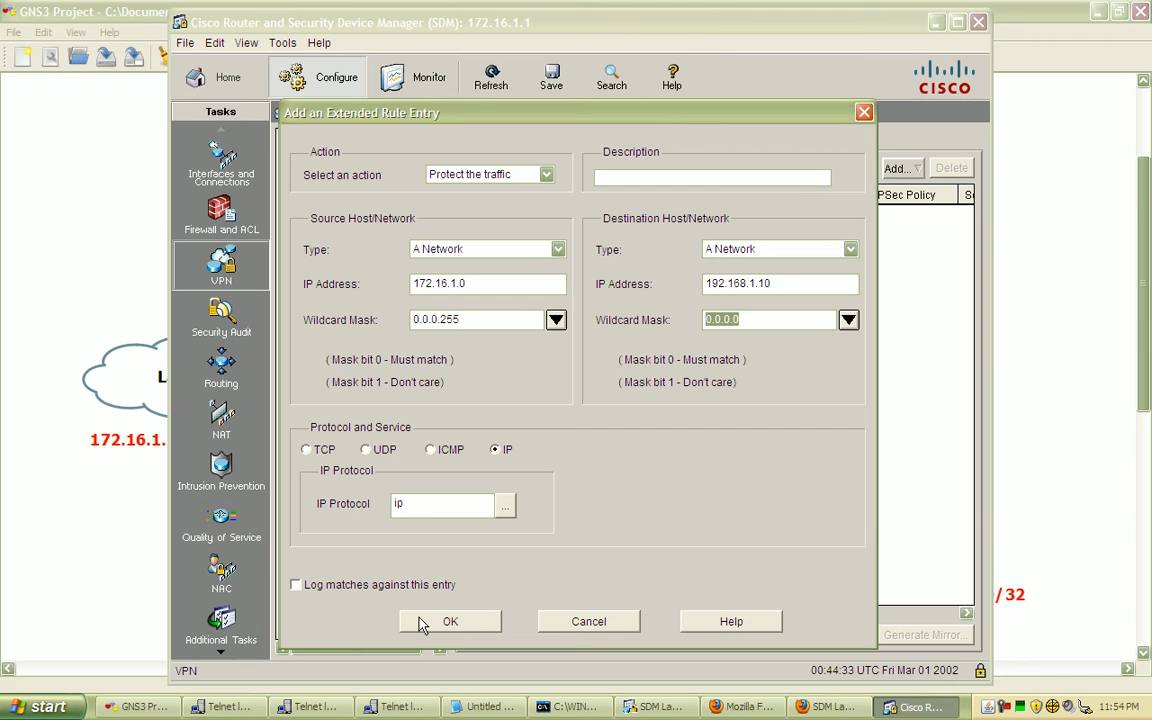 GNS3 Project - C:\Docume
Cisco Router and Security Device Manager (SDM): 172.16.1.1
File Edit View Help
File Edit View Tools Help
Home
Configure
Monitor
Refresh
Save
Search
Help
CISCO
Tasks
Interfaces and
Connections
Firewall and ACL
VPN
Security Audit
Routing
NAT
Intrusion Prevention
Quality of Service
NAC
Additional Tasks
Add an Extended Rule Entry
Action
Select an action
Protect the traffic
Description
Source Host/Network
Type:
A Network
IP Address:
172.16.1.0
Wildcard Mask:
0.0.0.255
( Mask bit 0 - Must match )
( Mask bit 1 - Don't care)
Destination Host/Network
Type:
A Network
IP Address:
192.168.1.10
Wildcard Mask:
0.0.0.0
( Mask bit 0 - Must match )
( Mask bit 1 - Don't care)
Protocol and Service
TCP UDP ICMP IP
IP Protocol
IP Protocol
ip
...
Log matches against this entry
OK
Cancel
Help
Add...
Delete
PSec Policy
Generate Mirror...
L
172.16.1.
/32
VPN
00:44:33 UTC Fri Mar 01 2002
start
GNS3 Pr...
Telnet l...
Telnet l...
Telnet l...
Untitled ...
C:\WIN...
SDM La...
Mozilla F...
SDM La...
Cisco R...
11:54 PM